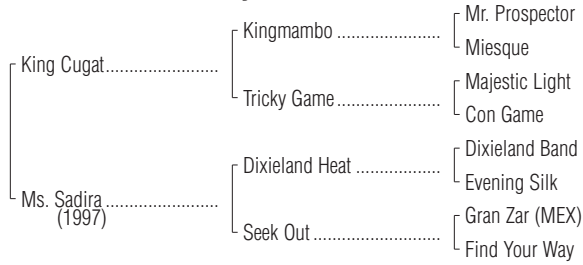 Mr. Prospector
Kingmambo ..................
Miesque
King Cugat.......................
Majestic Light
Tricky Game..................
Con Game
Dixieland Band
Dixieland Heat ...............
Evening Silk
Ms. Sadira .......................
(1997)
Gran Zar (MEX)
Seek Out ......................
Find Your Way